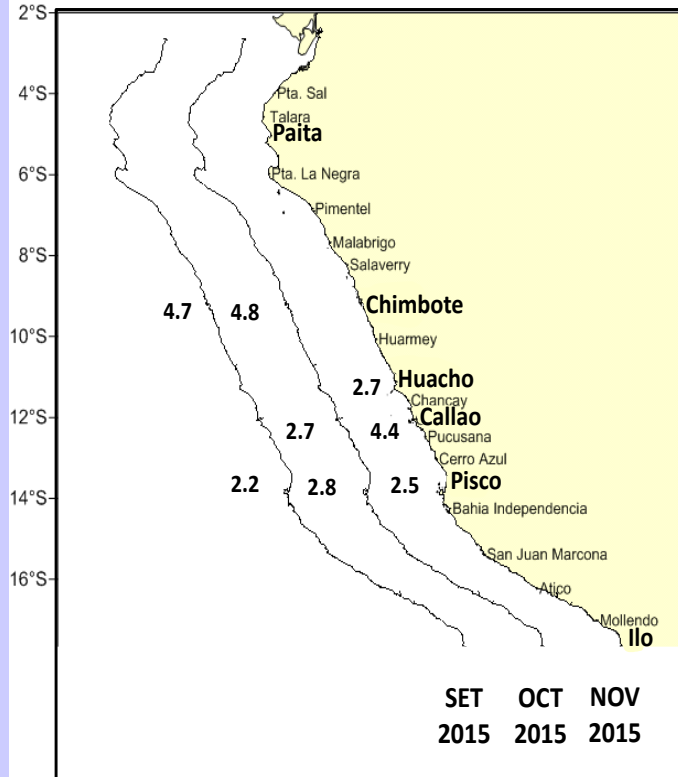 2°S
4°S
Pta. Sal
Talara
Paita
6°S
Pta. La Negra
Pimentel
Malabrigo
8°S
Salaverry
4.7 4.8 Chimbote
10°S
Huarmey
2.7 Huacho
Chancay
12°S
Callao
2.7 4.4
Pucusana
Cerro Azul
2.2 2.8 2.5 Pisco
14°S
Bahia Independencia
San Juan Marcona
16°S
Atico
Mollendo
Ilo
SET OCT NOV
2015 2015 2015